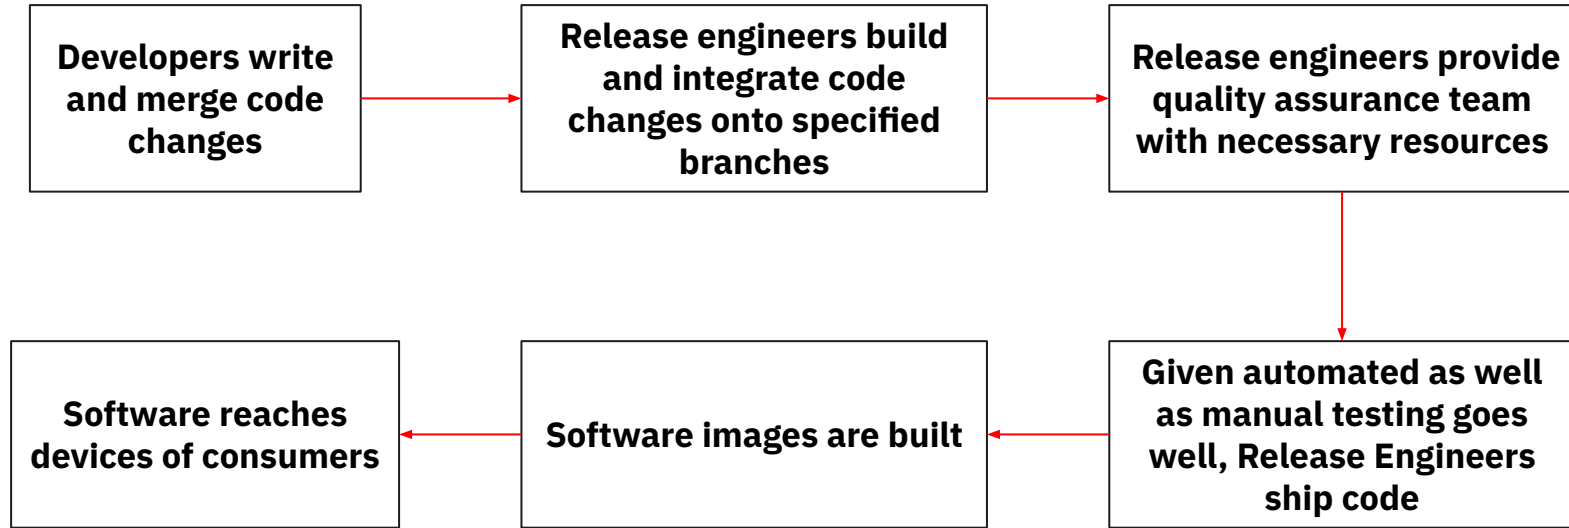 Developers write
and merge code
changes
Release engineers build
and integrate code
changes onto specified
branches
Release engineers provide
quality assurance team
with necessary resources
Given automated as well
as manual testing goes
well, Release Engineers
ship code
Software images are built
Software reaches
devices of consumers